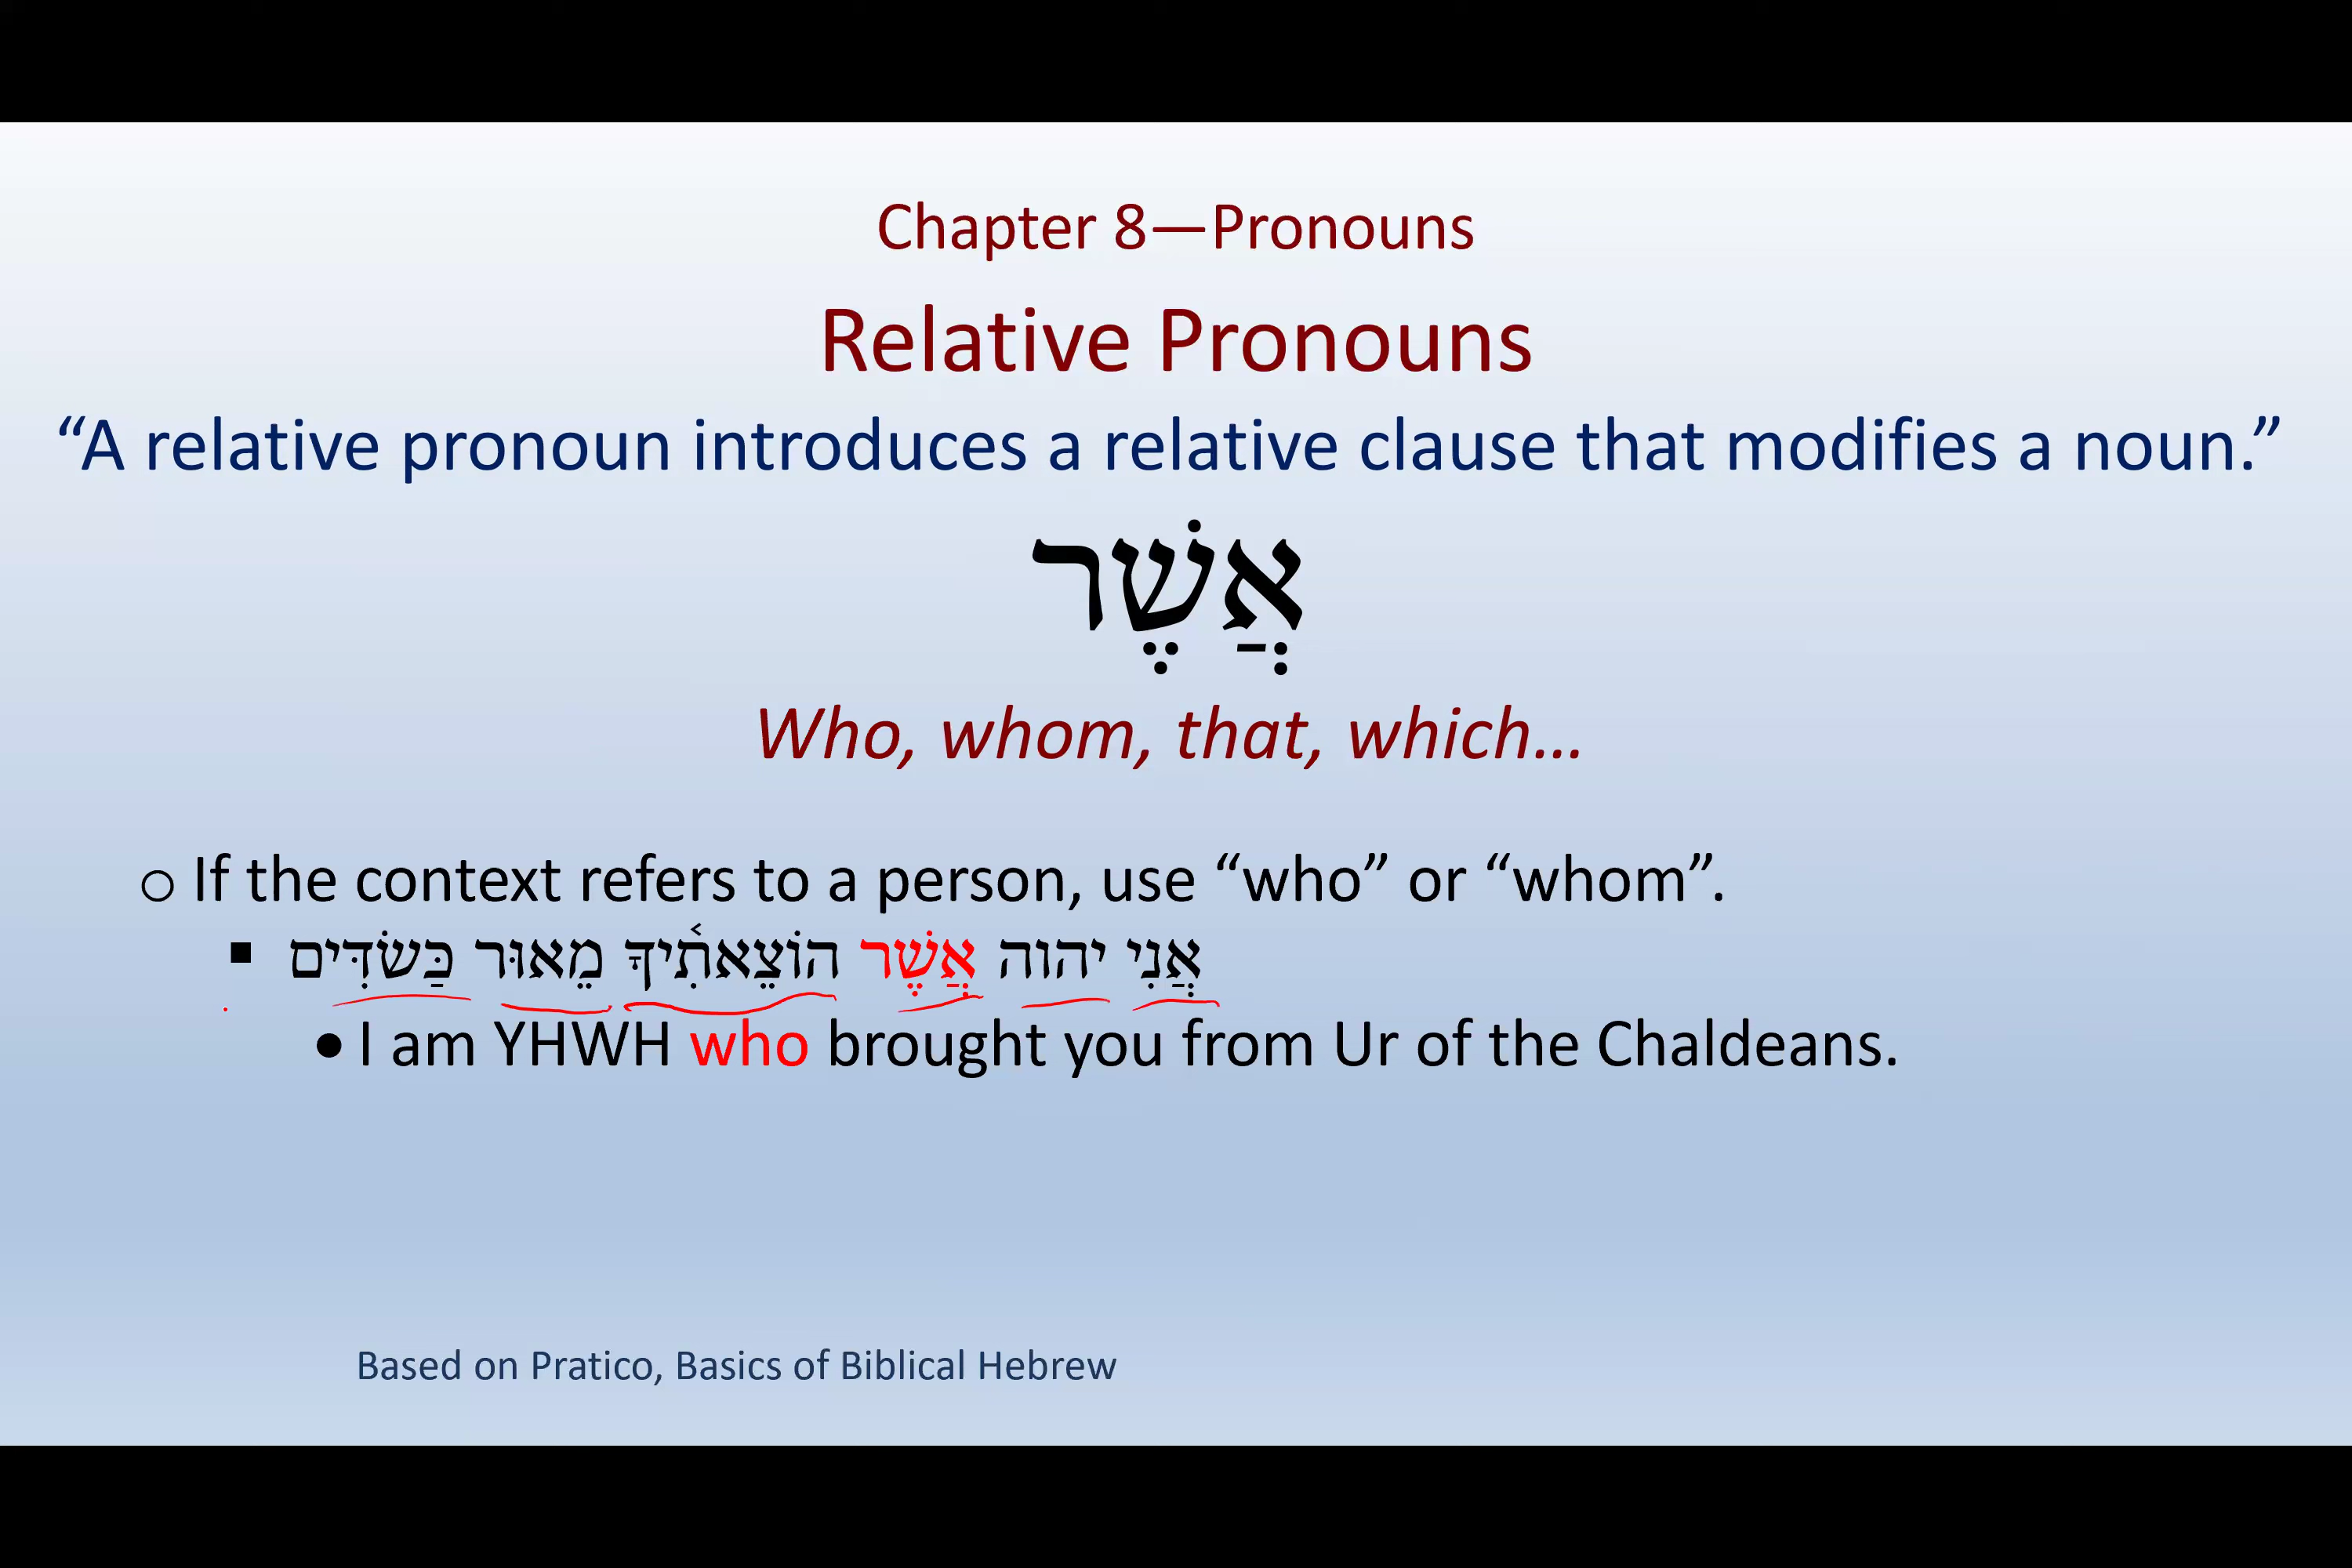 Chapter 8—Pronouns
Relative Pronouns
“A relative pronoun introduces a relative clause that modifies a noun.”
אֲשֶׁר
Who, whom, that, which...
○ If the context refers to a person, use “who” or “whom”.
▪ אֲנִי יהוה אֲשֶׁר הוֹצֵאתִ֫יךָ מֵאוּר כַּשְׂדִּים
• I am YHWH who brought you from Ur of the Chaldeans.
Based on Pratico, Basics of Biblical Hebrew